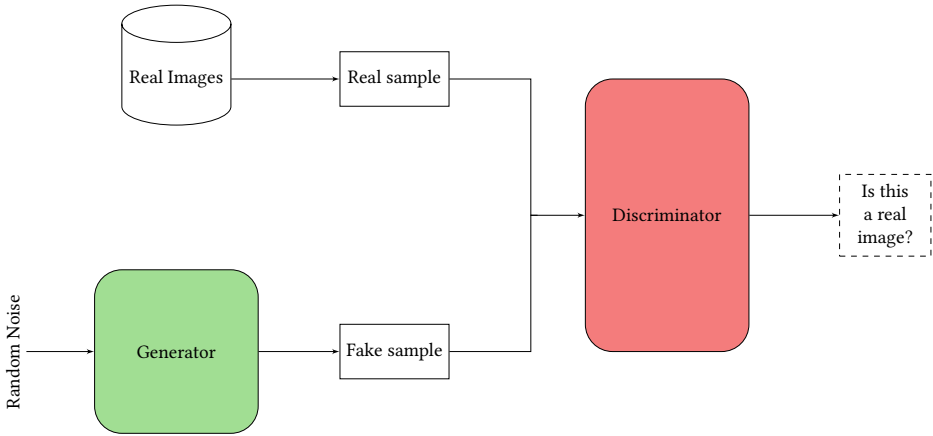 Real Images
Real sample
Discriminator
Is this
a real
image?
Random Noise
Generator
Fake sample